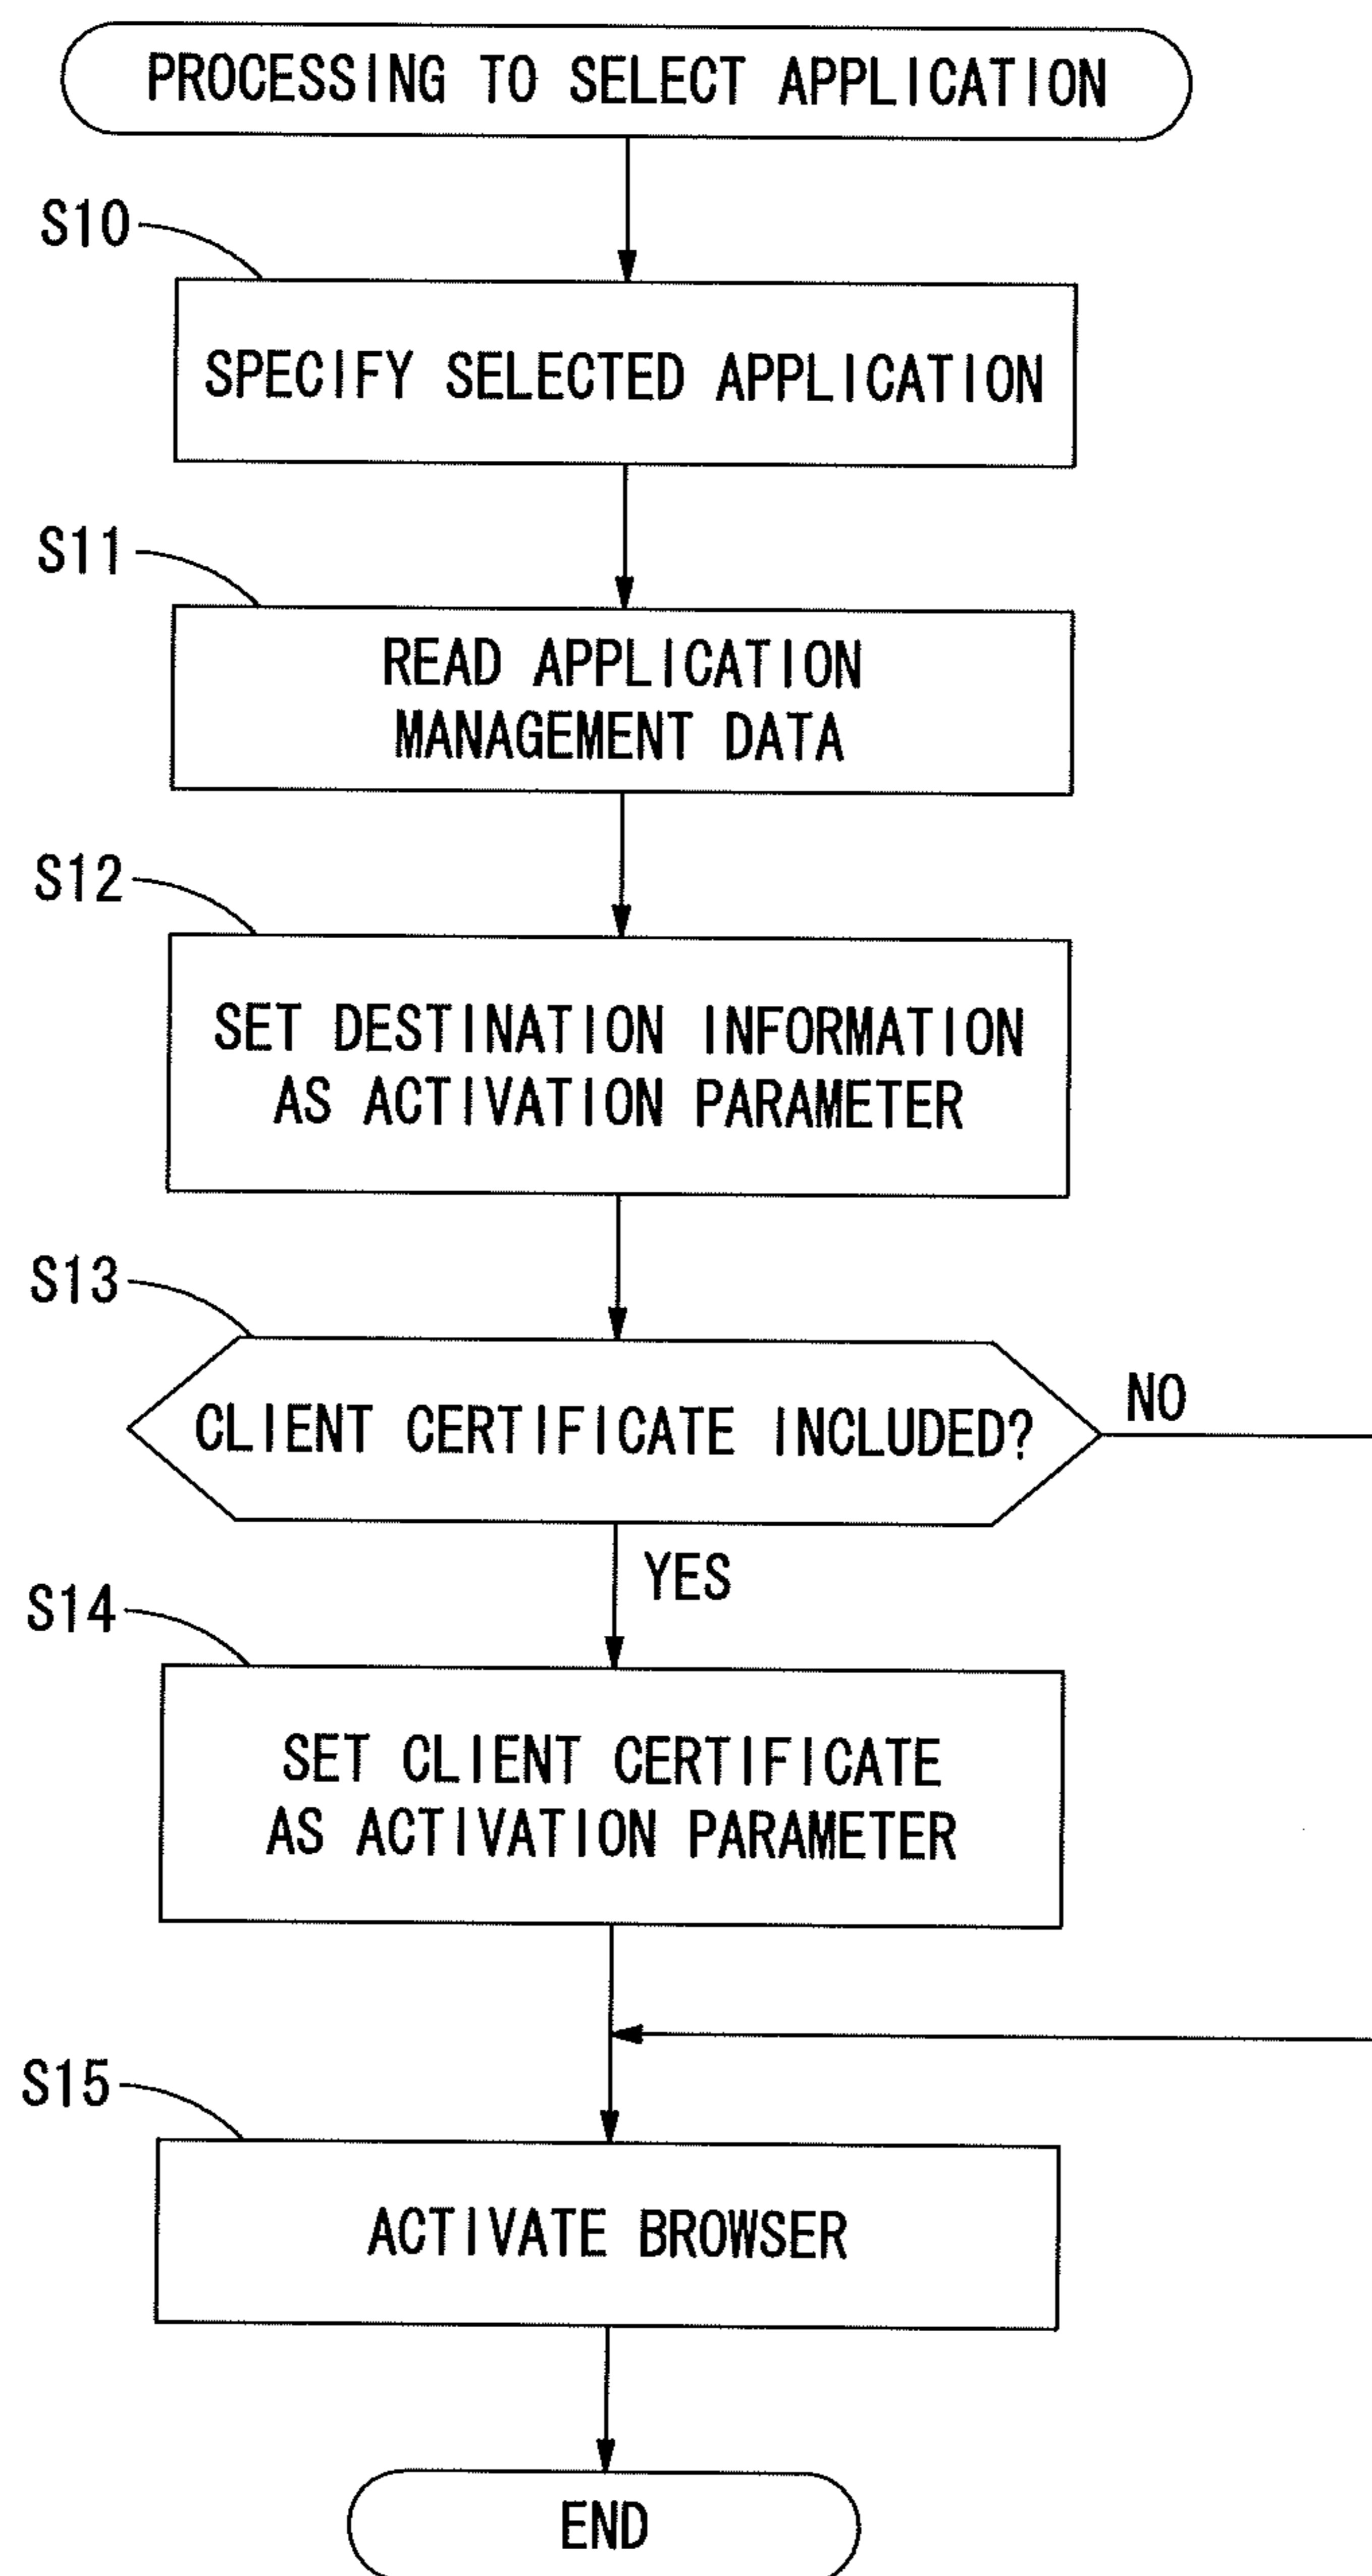 PROCESSING TO SELECT APPLICATION
S10
SPECIFY SELECTED APPLICATION
S11
READ APPLICATION
MANAGEMENT DATA
S12
SET DESTINATION INFORMATION
AS ACTIVATION PARAMETER
S13
CLIENT CERTIFICATE INCLUDED?
NO
YES
S14
SET CLIENT CERTIFICATE
AS ACTIVATION PARAMETER
S15
ACTIVATE BROWSER
END